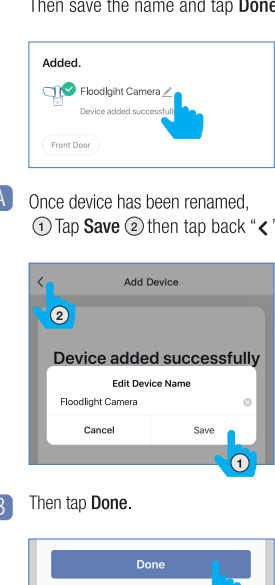 Then save the name and tap Done
Added.
Floodlgiht Camera
Device added successfull
Front Door
A
Once device has been renamed,
① Tap Save ② then tap back “<”
Add Device
2
Device added successfully
Edit Device Name
Floodlight Camera
Cancel
Save
1
B
Then tap Done.
Done